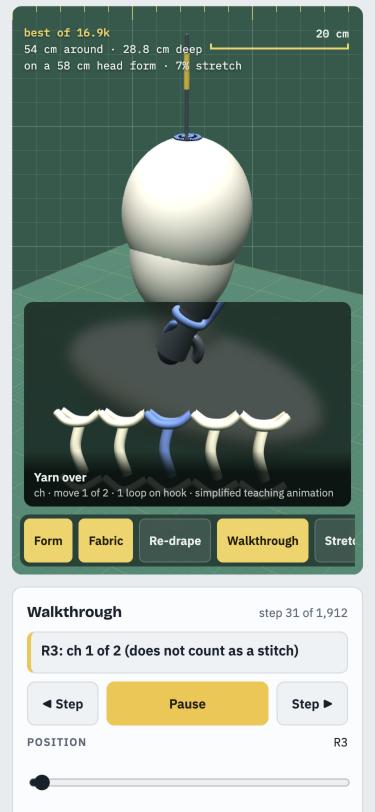 best of 16.9k
20 cm
54 cm around · 28.8 cm deep
on a 58 cm head form · 7% stretch
Yarn over
ch · move 1 of 2 · 1 loop on hook · simplified teaching animation
Form
Fabric
Re-drape
Walkthrough
Walkthrough
step 31 of 1,912
R3: ch 1 of 2 (does not count as a stitch)
◀ Step
Pause
Step ▶
POSITION
R3